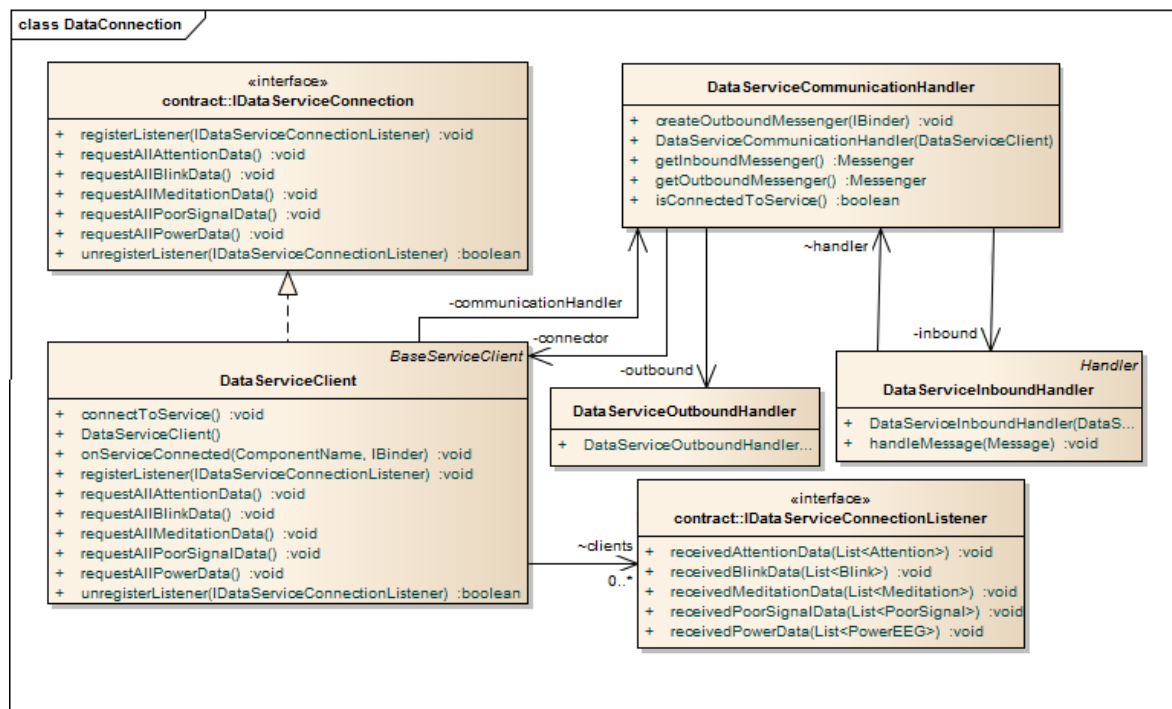 class DataConnection
«interface»
contract::IDataServiceConnection
+ registerListener(IDataServiceConnectionListener) :void
+ requestAllAttentionData() :void
+ requestAllBlinkData() :void
+ requestAllMeditationData() :void
+ requestAllPoorSignalData() :void
+ requestAllPowerData() :void
+ unregisterListener(IDataServiceConnectionListener) :boolean
DataServiceCommunicationHandler
+ createOutboundMessenger(IBinder) :void
+ DataServiceCommunicationHandler(DataServiceClient)
+ getInboundMessenger() :Messenger
+ getOutboundMessenger() :Messenger
+ isConnectedToService() :boolean
~handler
-communicationHandler
-connector
-inbound
-outbound
BaseServiceClient
DataServiceClient
+ connectToService() :void
+ DataServiceClient()
+ onServiceConnected(ComponentName, IBinder) :void
+ registerListener(IDataServiceConnectionListener) :void
+ requestAllAttentionData() :void
+ requestAllBlinkData() :void
+ requestAllMeditationData() :void
+ requestAllPoorSignalData() :void
+ requestAllPowerData() :void
+ unregisterListener(IDataServiceConnectionListener) :boolean
DataServiceOutboundHandler
+ DataServiceOutboundHandler...
Handler
DataServiceInboundHandler
+ DataServiceInboundHandler(DataS...
+ handleMessage(Message) :void
~clients
0..*
«interface»
contract::IDataServiceConnectionListener
+ receivedAttentionData(List<Attention>) :void
+ receivedBlinkData(List<Blink>) :void
+ receivedMeditationData(List<Meditation>) :void
+ receivedPoorSignalData(List<PoorSignal>) :void
+ receivedPowerData(List<PowerEEG>) :void